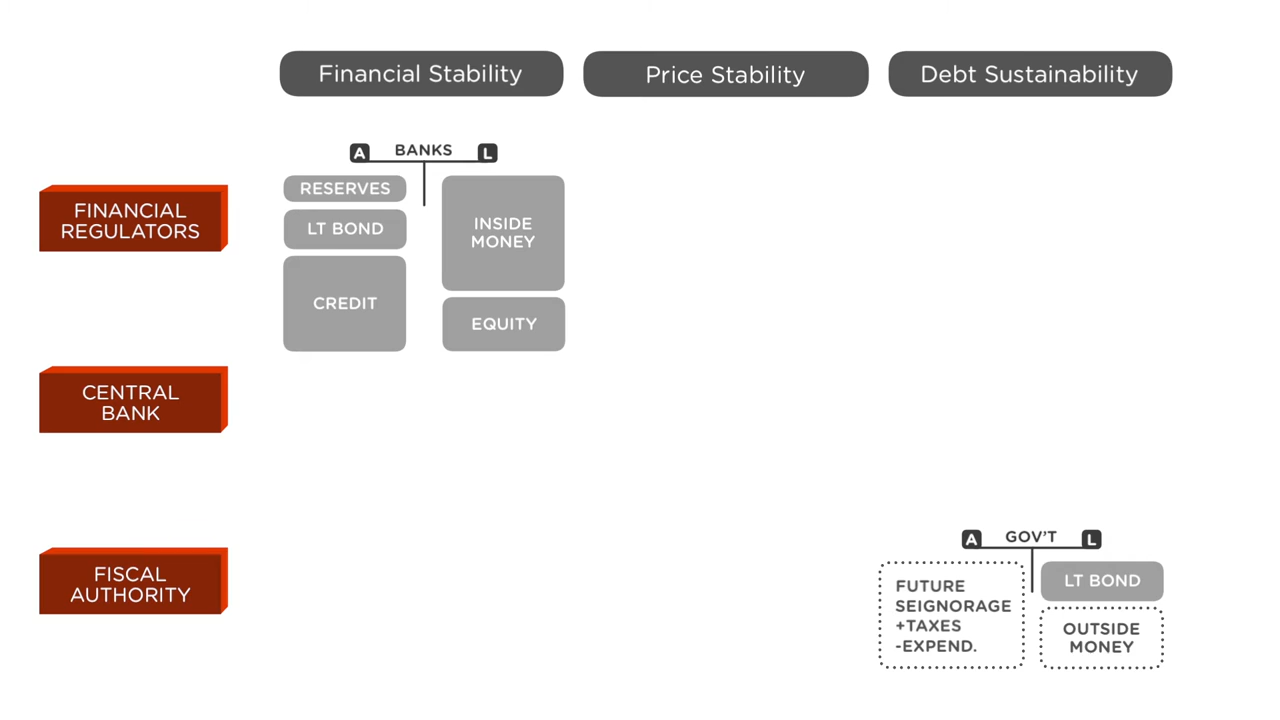 Financial Stability
Price Stability
Debt Sustainability
A BANKS L
FINANCIAL
REGULATORS
RESERVES
LT BOND
CREDIT
INSIDE
MONEY
EQUITY
CENTRAL
BANK
FISCAL
AUTHORITY
A GOV'T L
FUTURE
SEIGNORAGE
+TAXES
-EXPEND.
LT BOND
OUTSIDE
MONEY